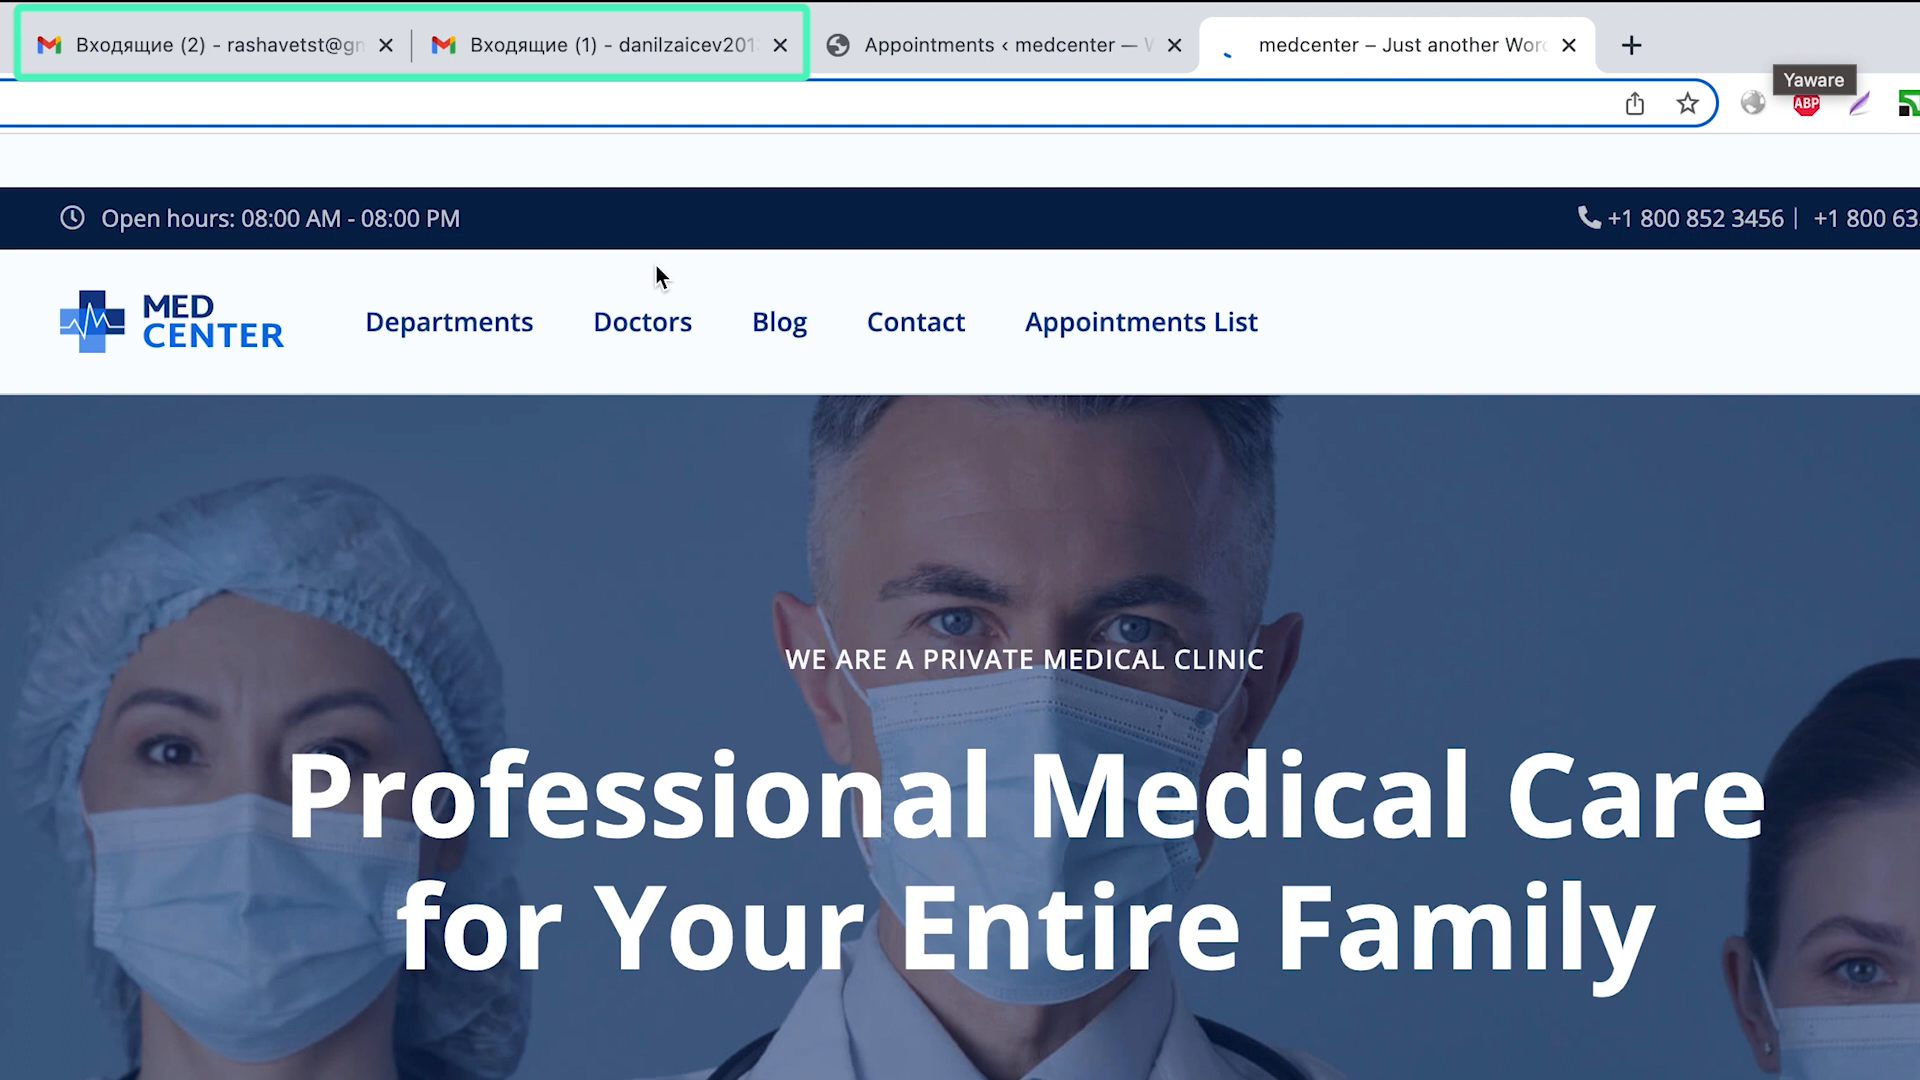 Входящие (2) - rashavetst@gm
Входящие (1) - danilzaicev201
Appointments ‹ medcenter — W
medcenter – Just another Word
Yaware
ABP
Open hours: 08:00 AM - 08:00 PM
+1 800 852 3456 | +1 800 63
MED
CENTER
Departments
Doctors
Blog
Contact
Appointments List
WE ARE A PRIVATE MEDICAL CLINIC
Professional Medical Care
for Your Entire Family